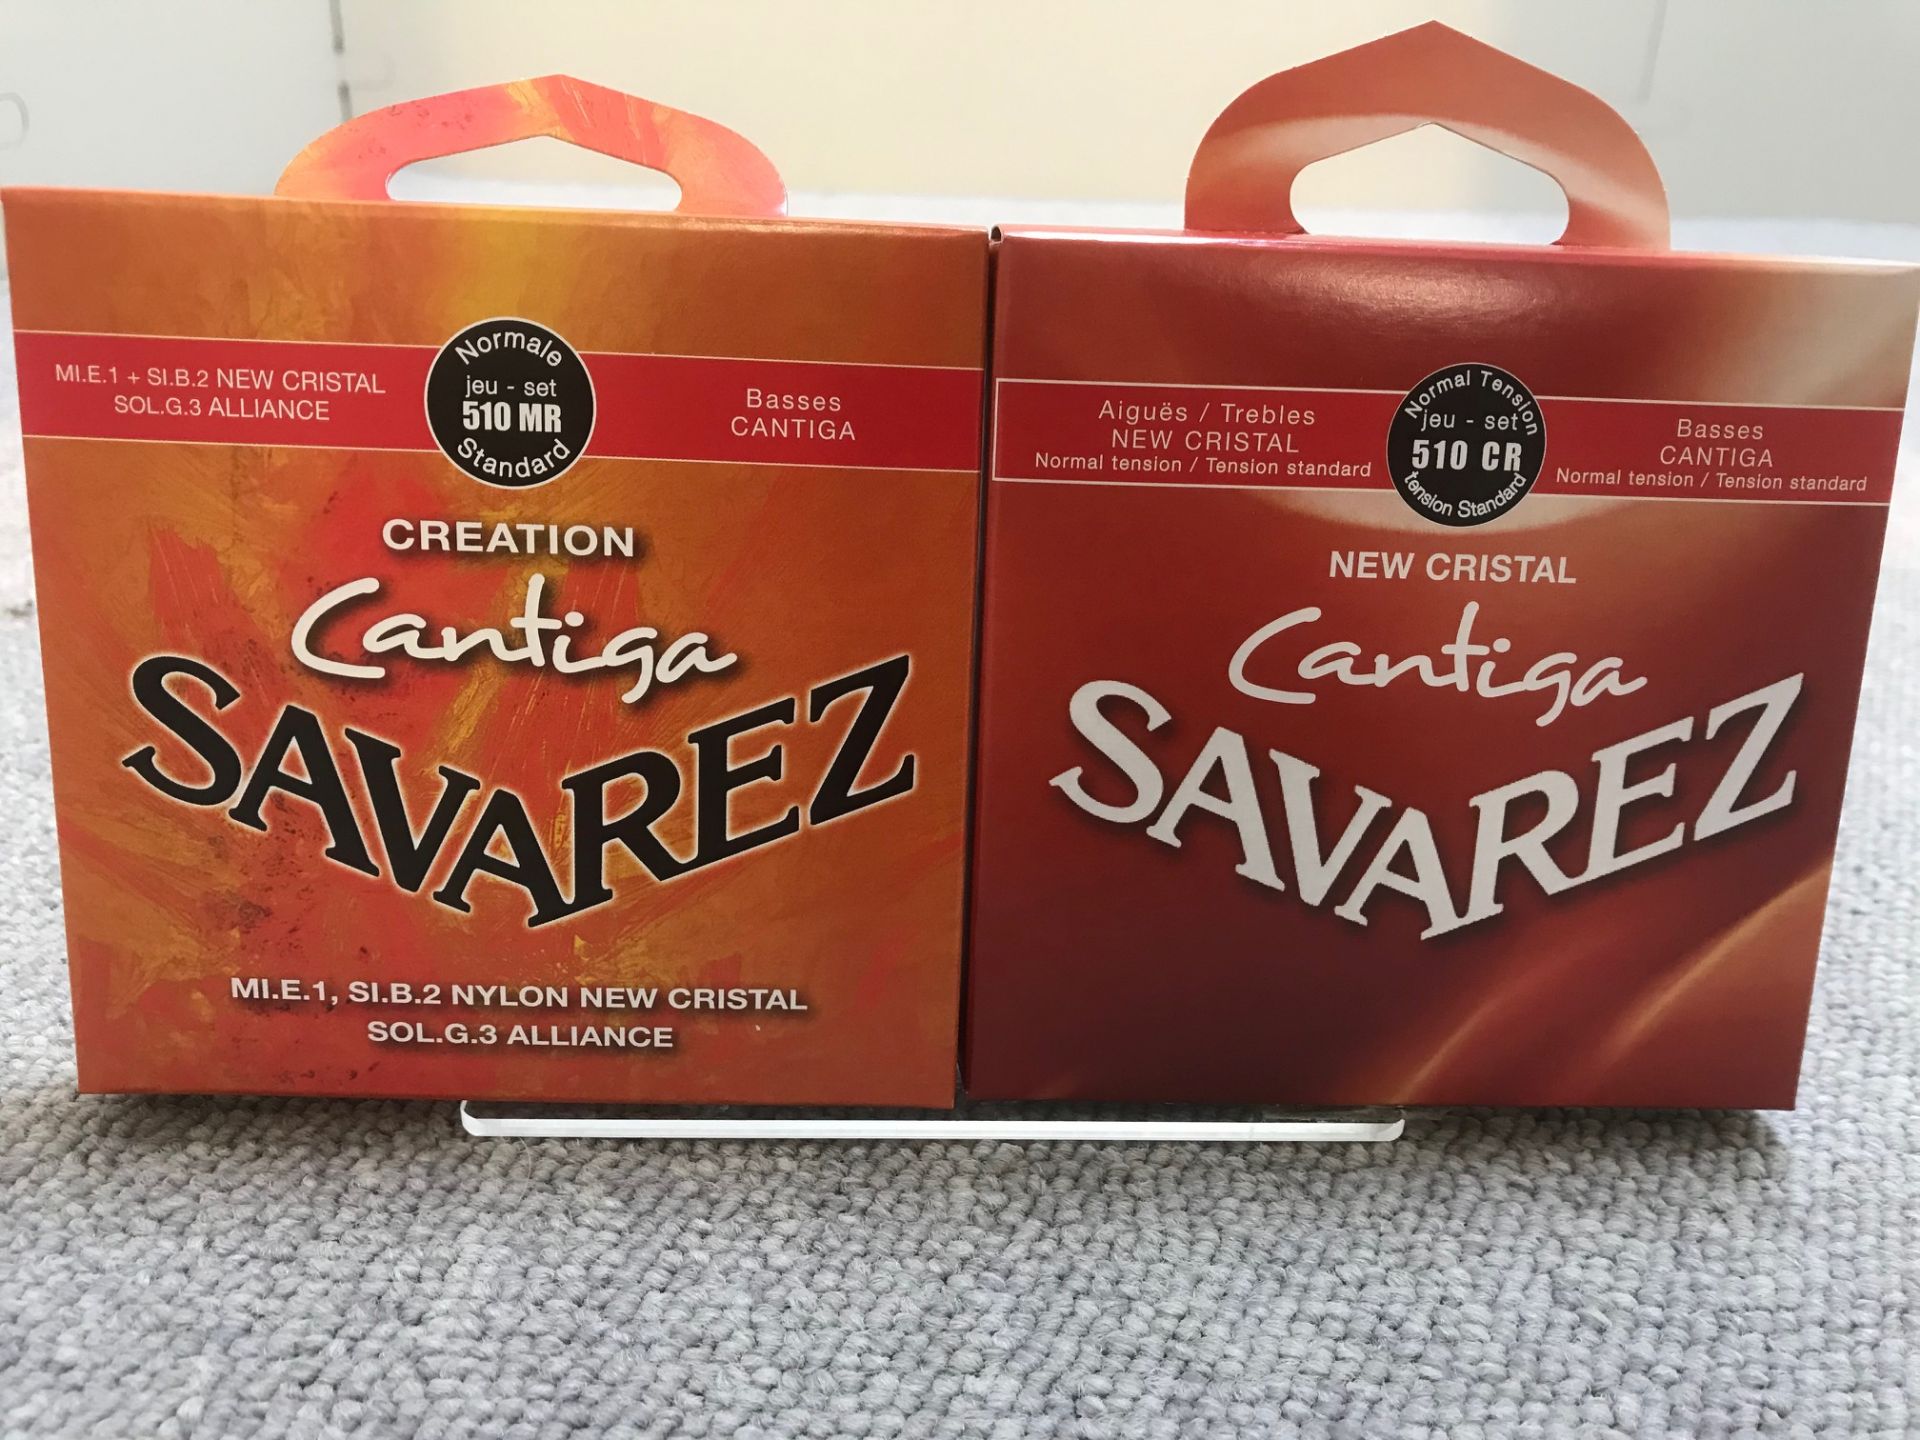 MI.E.1 + SI.B.2 NEW CRISTAL
SOL.G.3 ALLIANCE
Normale
jeu - set
510 MR
Standard
Basses
CANTIGA
CREATION
Cantiga
SAVAREZ
MI.E.1, SI.B.2 NYLON NEW CRISTAL
SOL.G.3 ALLIANCE
Aiguës / Trebles
NEW CRISTAL
Normal tension / Tension standard
Normal Tension
jeu - set
510 CR
tension Standard
Basses
CANTIGA
Normal tension / Tension standard
NEW CRISTAL
Cantiga
SAVAREZ